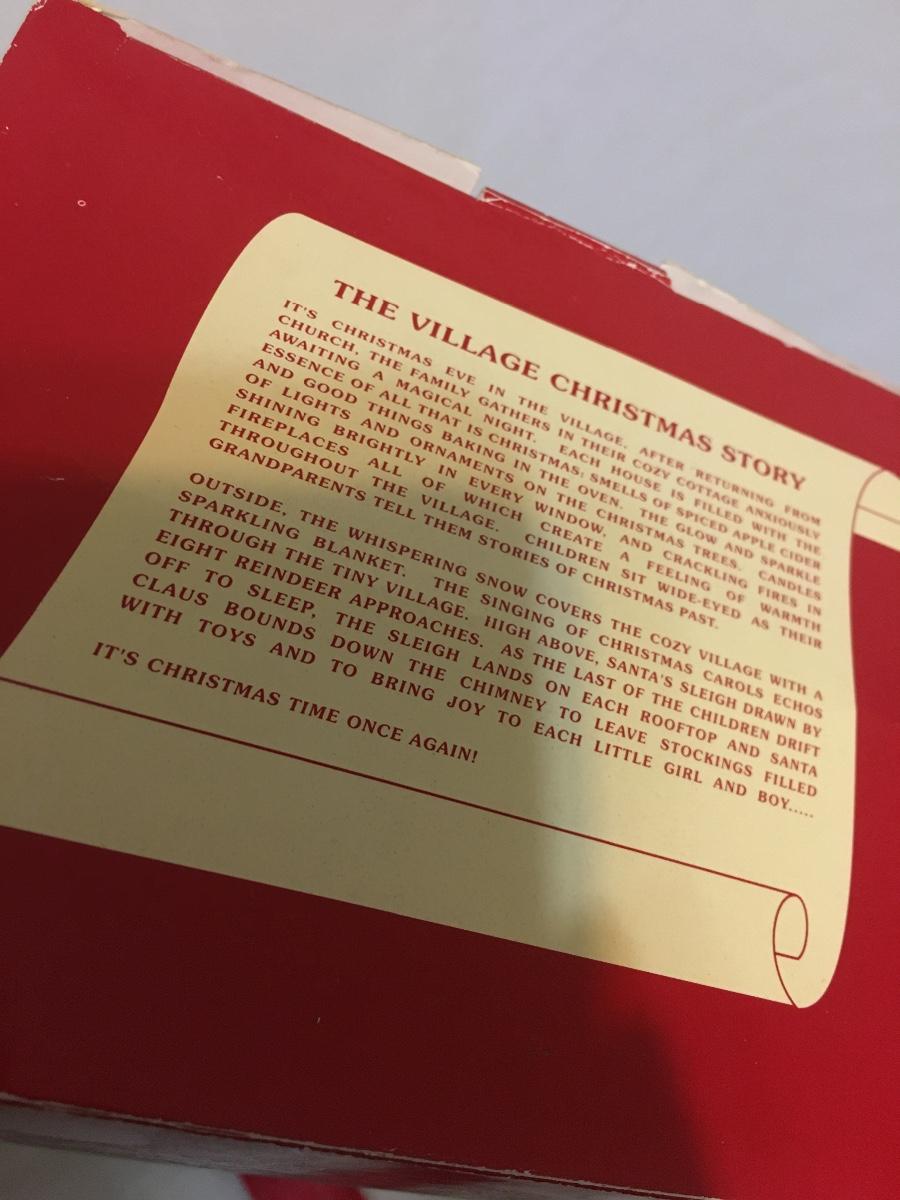 THE VILLAGE CHRISTMAS STORY
IT'S CHRISTMAS EVE IN THE VILLAGE. AFTER RETURNING FROM
CHURCH, THE FAMILY GATHERS IN THEIR COZY COTTAGE ANXIOUSLY
AWAITING A MAGICAL NIGHT. EACH HOUSE IS FILLED WITH THE
ESSENCE OF ALL THAT IS CHRISTMAS: SMELLS OF SPICED APPLE CIDER
AND GOOD THINGS BAKING IN THE OVEN. THE GLOW AND SPARKLE
OF LIGHTS AND ORNAMENTS ON THE CHRISTMAS TREES. CANDLES
SHINING BRIGHTLY IN EVERY WINDOW, AND CRACKLING FIRES IN
FIREPLACES ALL OF WHICH CREATE A FEELING OF WARMTH
THROUGHOUT THE VILLAGE. CHILDREN SIT WIDE-EYED AS THEIR
GRANDPARENTS TELL THEM STORIES OF CHRISTMAS PAST.
OUTSIDE, THE WHISPERING SNOW COVERS THE COZY VILLAGE WITH A
SPARKLING BLANKET. THE SINGING OF CHRISTMAS CAROLS ECHOS
THROUGH THE TINY VILLAGE. HIGH ABOVE, SANTA'S SLEIGH DRAWN BY
EIGHT REINDEER APPROACHES. AS THE LAST OF THE CHILDREN DRIFT
OFF TO SLEEP, THE SLEIGH LANDS ON EACH ROOFTOP AND SANTA
CLAUS BOUNDS DOWN THE CHIMNEY TO LEAVE STOCKINGS FILLED
WITH TOYS AND TO BRING JOY TO EACH LITTLE GIRL AND BOY.....
IT'S CHRISTMAS TIME ONCE AGAIN!